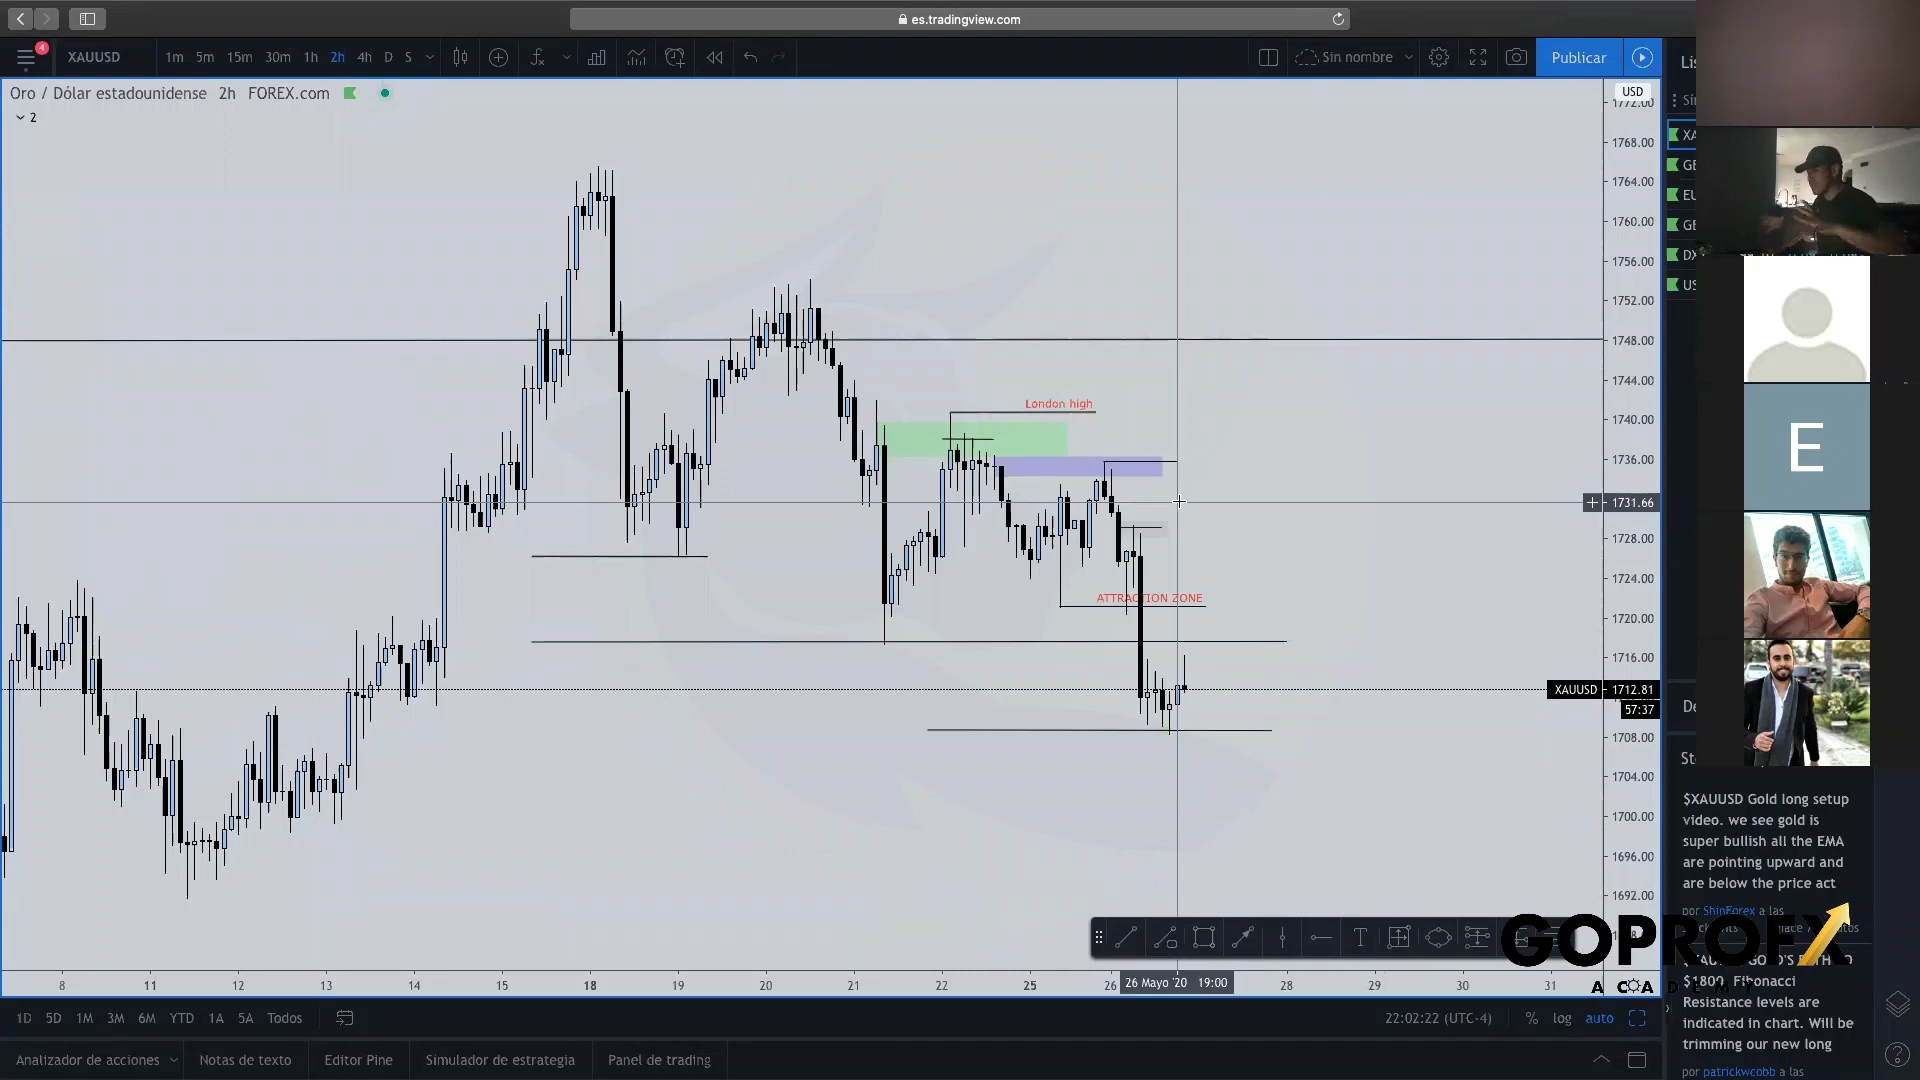 es.tradingview.com
4
XAUUSD
1m 5m 15m 30m 1h 2h 4h D S
Sin nombre
Publicar
Oro / Dólar estadounidense 2h FOREX.com
2
USD
1772.00
1768.00
1764.00
1760.00
1756.00
1752.00
1748.00
1744.00
1740.00
1736.00
1731.66
1728.00
1724.00
1720.00
1716.00
XAUUSD 1712.81
57:37
1708.00
1704.00
1700.00
1696.00
1692.00
London high
ATTRACTION ZONE
8 11 12 13 14 15 18 19 20 21 22 25 26 26 Mayo '20 19:00 28 29 30 31
1D 5D 1M 3M 6M YTD 1A 5A Todos
22:02:22 (UTC-4) % log auto
Analizador de acciones Notas de texto Editor Pine Simulador de estrategia Panel de trading
E
$XAUUSD Gold long setup
video. we see gold is
super bullish all the EMA
are pointing upward and
are below the price act
por ShinForex a las
GOPROFX
ACADEMY
$1800, Fibonacci
Resistance levels are
indicated in chart. Will be
trimming our new long
por patrickwcobb a las